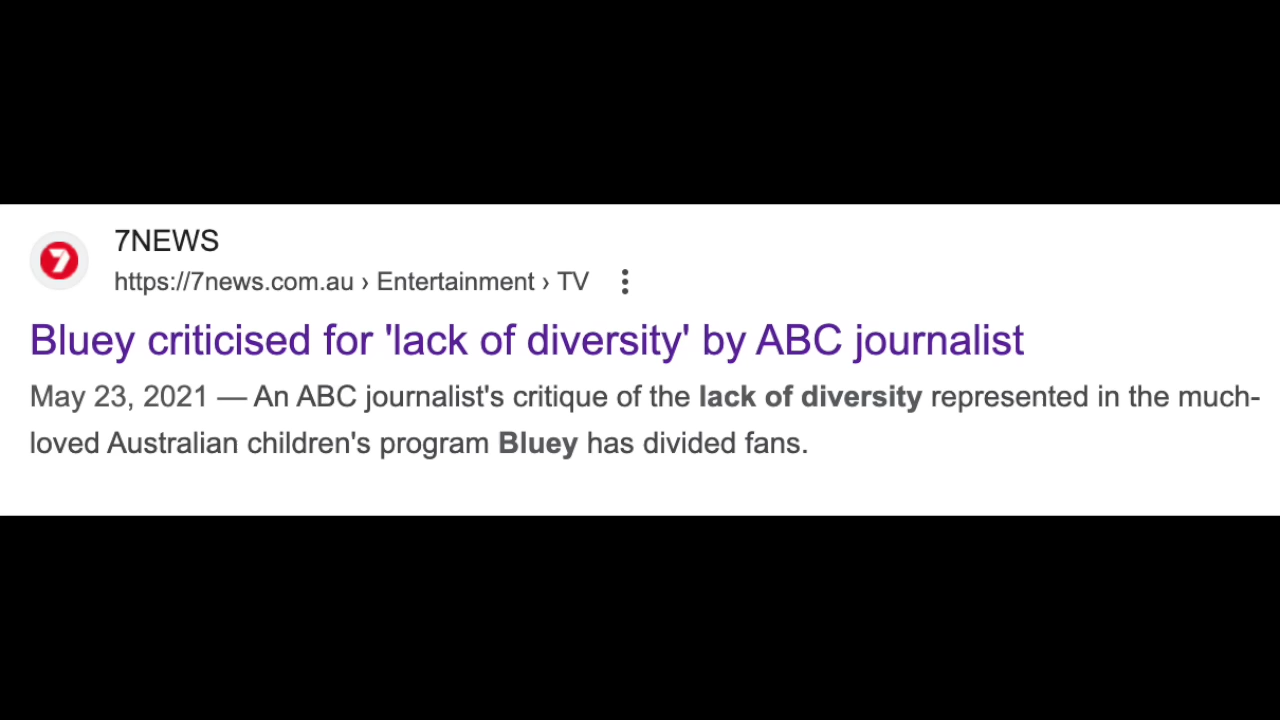 7NEWS
https://7news.com.au › Entertainment › TV
Bluey criticised for 'lack of diversity' by ABC journalist
May 23, 2021 — An ABC journalist's critique of the lack of diversity represented in the much-
loved Australian children's program Bluey has divided fans.